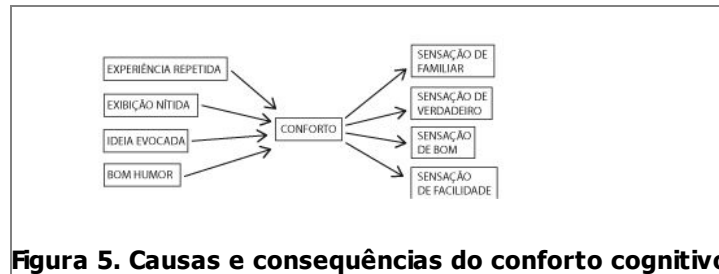 EXPERIÊNCIA REPETIDA
EXIBIÇÃO NÍTIDA
IDEIA EVOCADA
BOM HUMOR
CONFORTO
SENSAÇÃO DE
FAMILIAR
SENSAÇÃO DE
VERDADEIRO
SENSAÇÃO
DE BOM
SENSAÇÃO
DE FACILIDADE
Figura 5. Causas e consequências do conforto cognitivo